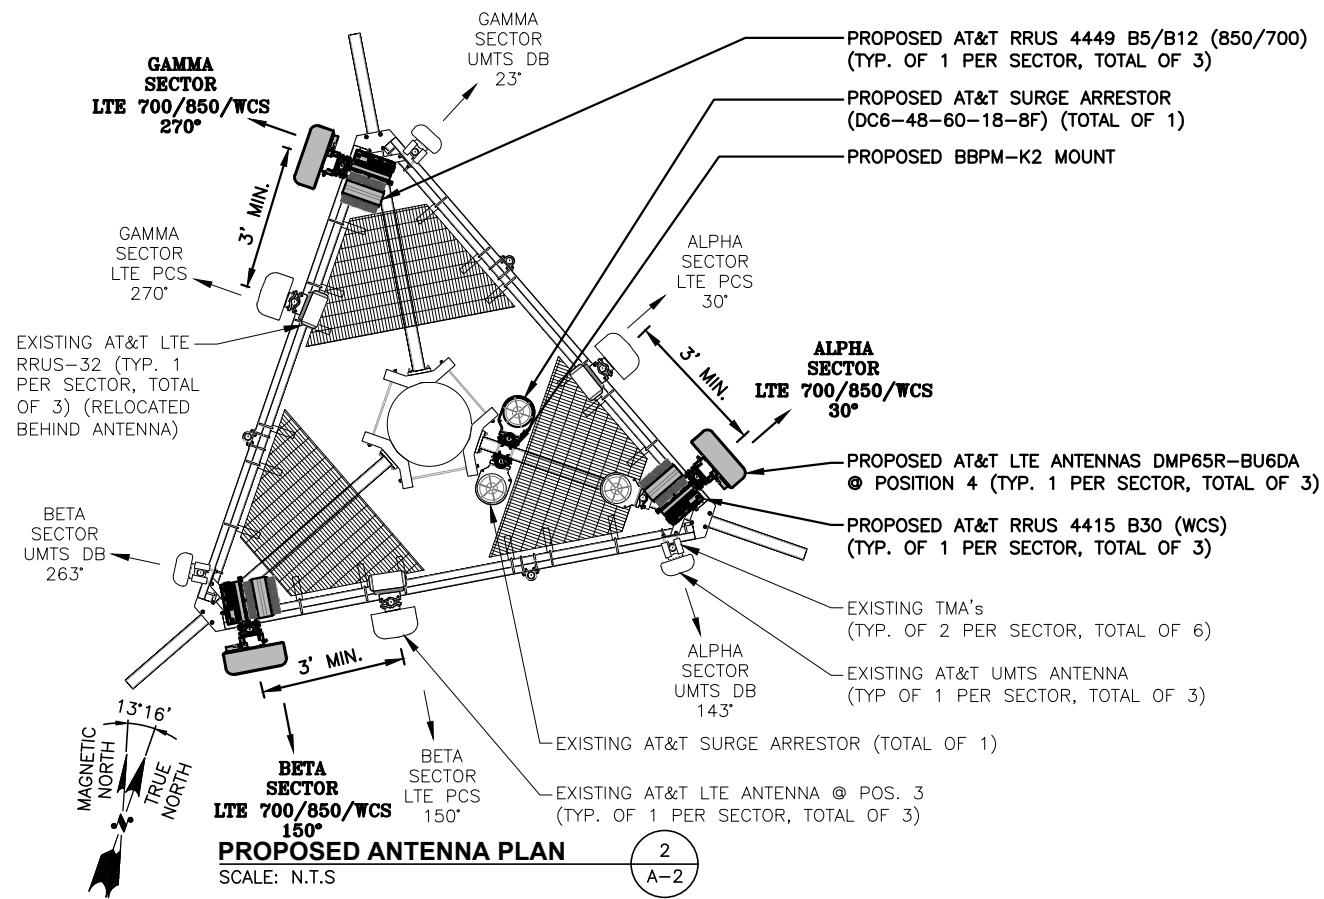 GAMMA
SECTOR
UMTS DB
23°
GAMMA
SECTOR
LTE 700/850/WCS
270°
PROPOSED AT&T RRUS 4449 B5/B12 (850/700)
(TYP. OF 1 PER SECTOR, TOTAL OF 3)
PROPOSED AT&T SURGE ARRESTOR
(DC6-48-60-18-8F) (TOTAL OF 1)
PROPOSED BBPM-K2 MOUNT
3' MIN.
GAMMA
SECTOR
LTE PCS
270°
ALPHA
SECTOR
LTE PCS
30°
EXISTING AT&T LTE
RRUS-32 (TYP. 1
PER SECTOR, TOTAL
OF 3) (RELOCATED
BEHIND ANTENNA)
3' MIN.
ALPHA
SECTOR
LTE 700/850/WCS
30°
PROPOSED AT&T LTE ANTENNAS DMP65R-BU6DA
@ POSITION 4 (TYP. 1 PER SECTOR, TOTAL OF 3)
PROPOSED AT&T RRUS 4415 B30 (WCS)
(TYP. OF 1 PER SECTOR, TOTAL OF 3)
BETA
SECTOR
UMTS DB
263°
EXISTING TMA's
(TYP. OF 2 PER SECTOR, TOTAL OF 6)
EXISTING AT&T UMTS ANTENNA
(TYP OF 1 PER SECTOR, TOTAL OF 3)
ALPHA
SECTOR
UMTS DB
143°
3' MIN.
13°16'
MAGNETIC
NORTH
TRUE
NORTH
N
EXISTING AT&T SURGE ARRESTOR (TOTAL OF 1)
BETA
SECTOR
LTE PCS
150°
BETA
SECTOR
LTE 700/850/WCS
150°
EXISTING AT&T LTE ANTENNA @ POS. 3
(TYP. OF 1 PER SECTOR, TOTAL OF 3)
PROPOSED ANTENNA PLAN
SCALE: N.T.S
2
A-2